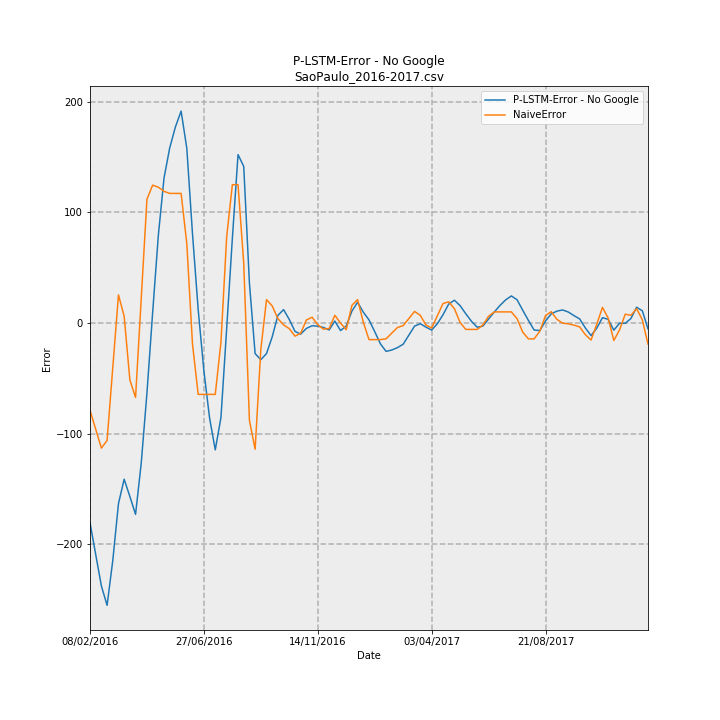 P-LSTM-Error - No Google
SaoPaulo_2016-2017.csv
P-LSTM-Error - No Google
NaiveError
200
100
0
−100
−200
Error
08/02/2016
27/06/2016
14/11/2016
03/04/2017
21/08/2017
Date